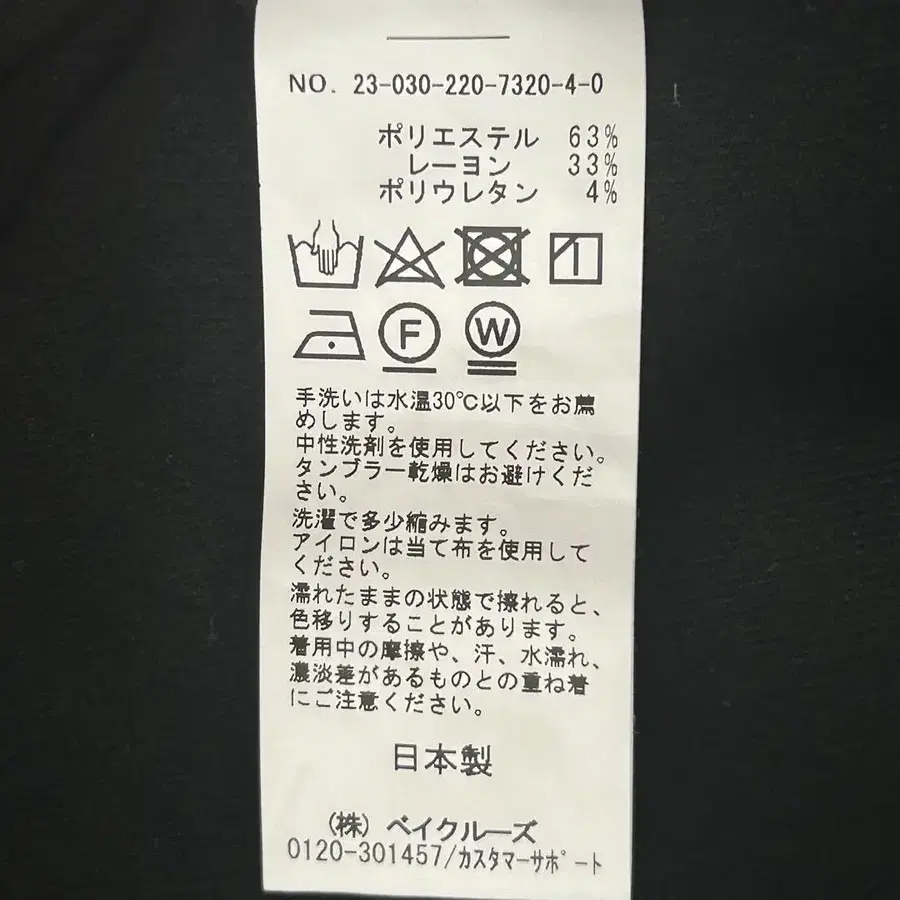 NO. 23-030-220-7320-4-0
ポリエステル 63%
レーヨン 33%
ポリウレタン 4%
F W
手洗いは水温30℃以下をお薦
めします。
中性洗剤を使用してください。
タンブラー乾燥はお避けくだ
さい。
洗濯で多少縮みます。
アイロンは当て布を使用して
ください。
濡れたままの状態で擦れると、
色移りすることがあります。
着用中の摩擦や、汗、水濡れ、
濃淡差があるものとの重ね着
にご注意ください。
日本製
(株) ベイクルーズ
0120-301457/カスタマーサポート